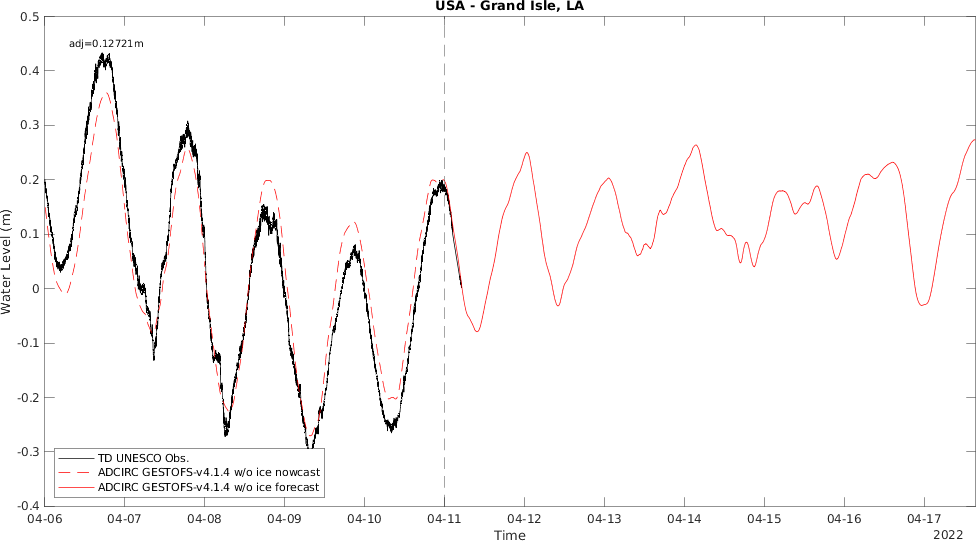 USA - Grand Isle, LA
adj=0.12721m
0.5
0.4
0.3
0.2
0.1
0
-0.1
-0.2
-0.3
-0.4
Water Level (m)
TD UNESCO Obs.
ADCIRC GESTOFS-v4.1.4 w/o ice nowcast
ADCIRC GESTOFS-v4.1.4 w/o ice forecast
04-06 04-07 04-08 04-09 04-10 04-11 04-12 04-13 04-14 04-15 04-16 04-17
Time
2022